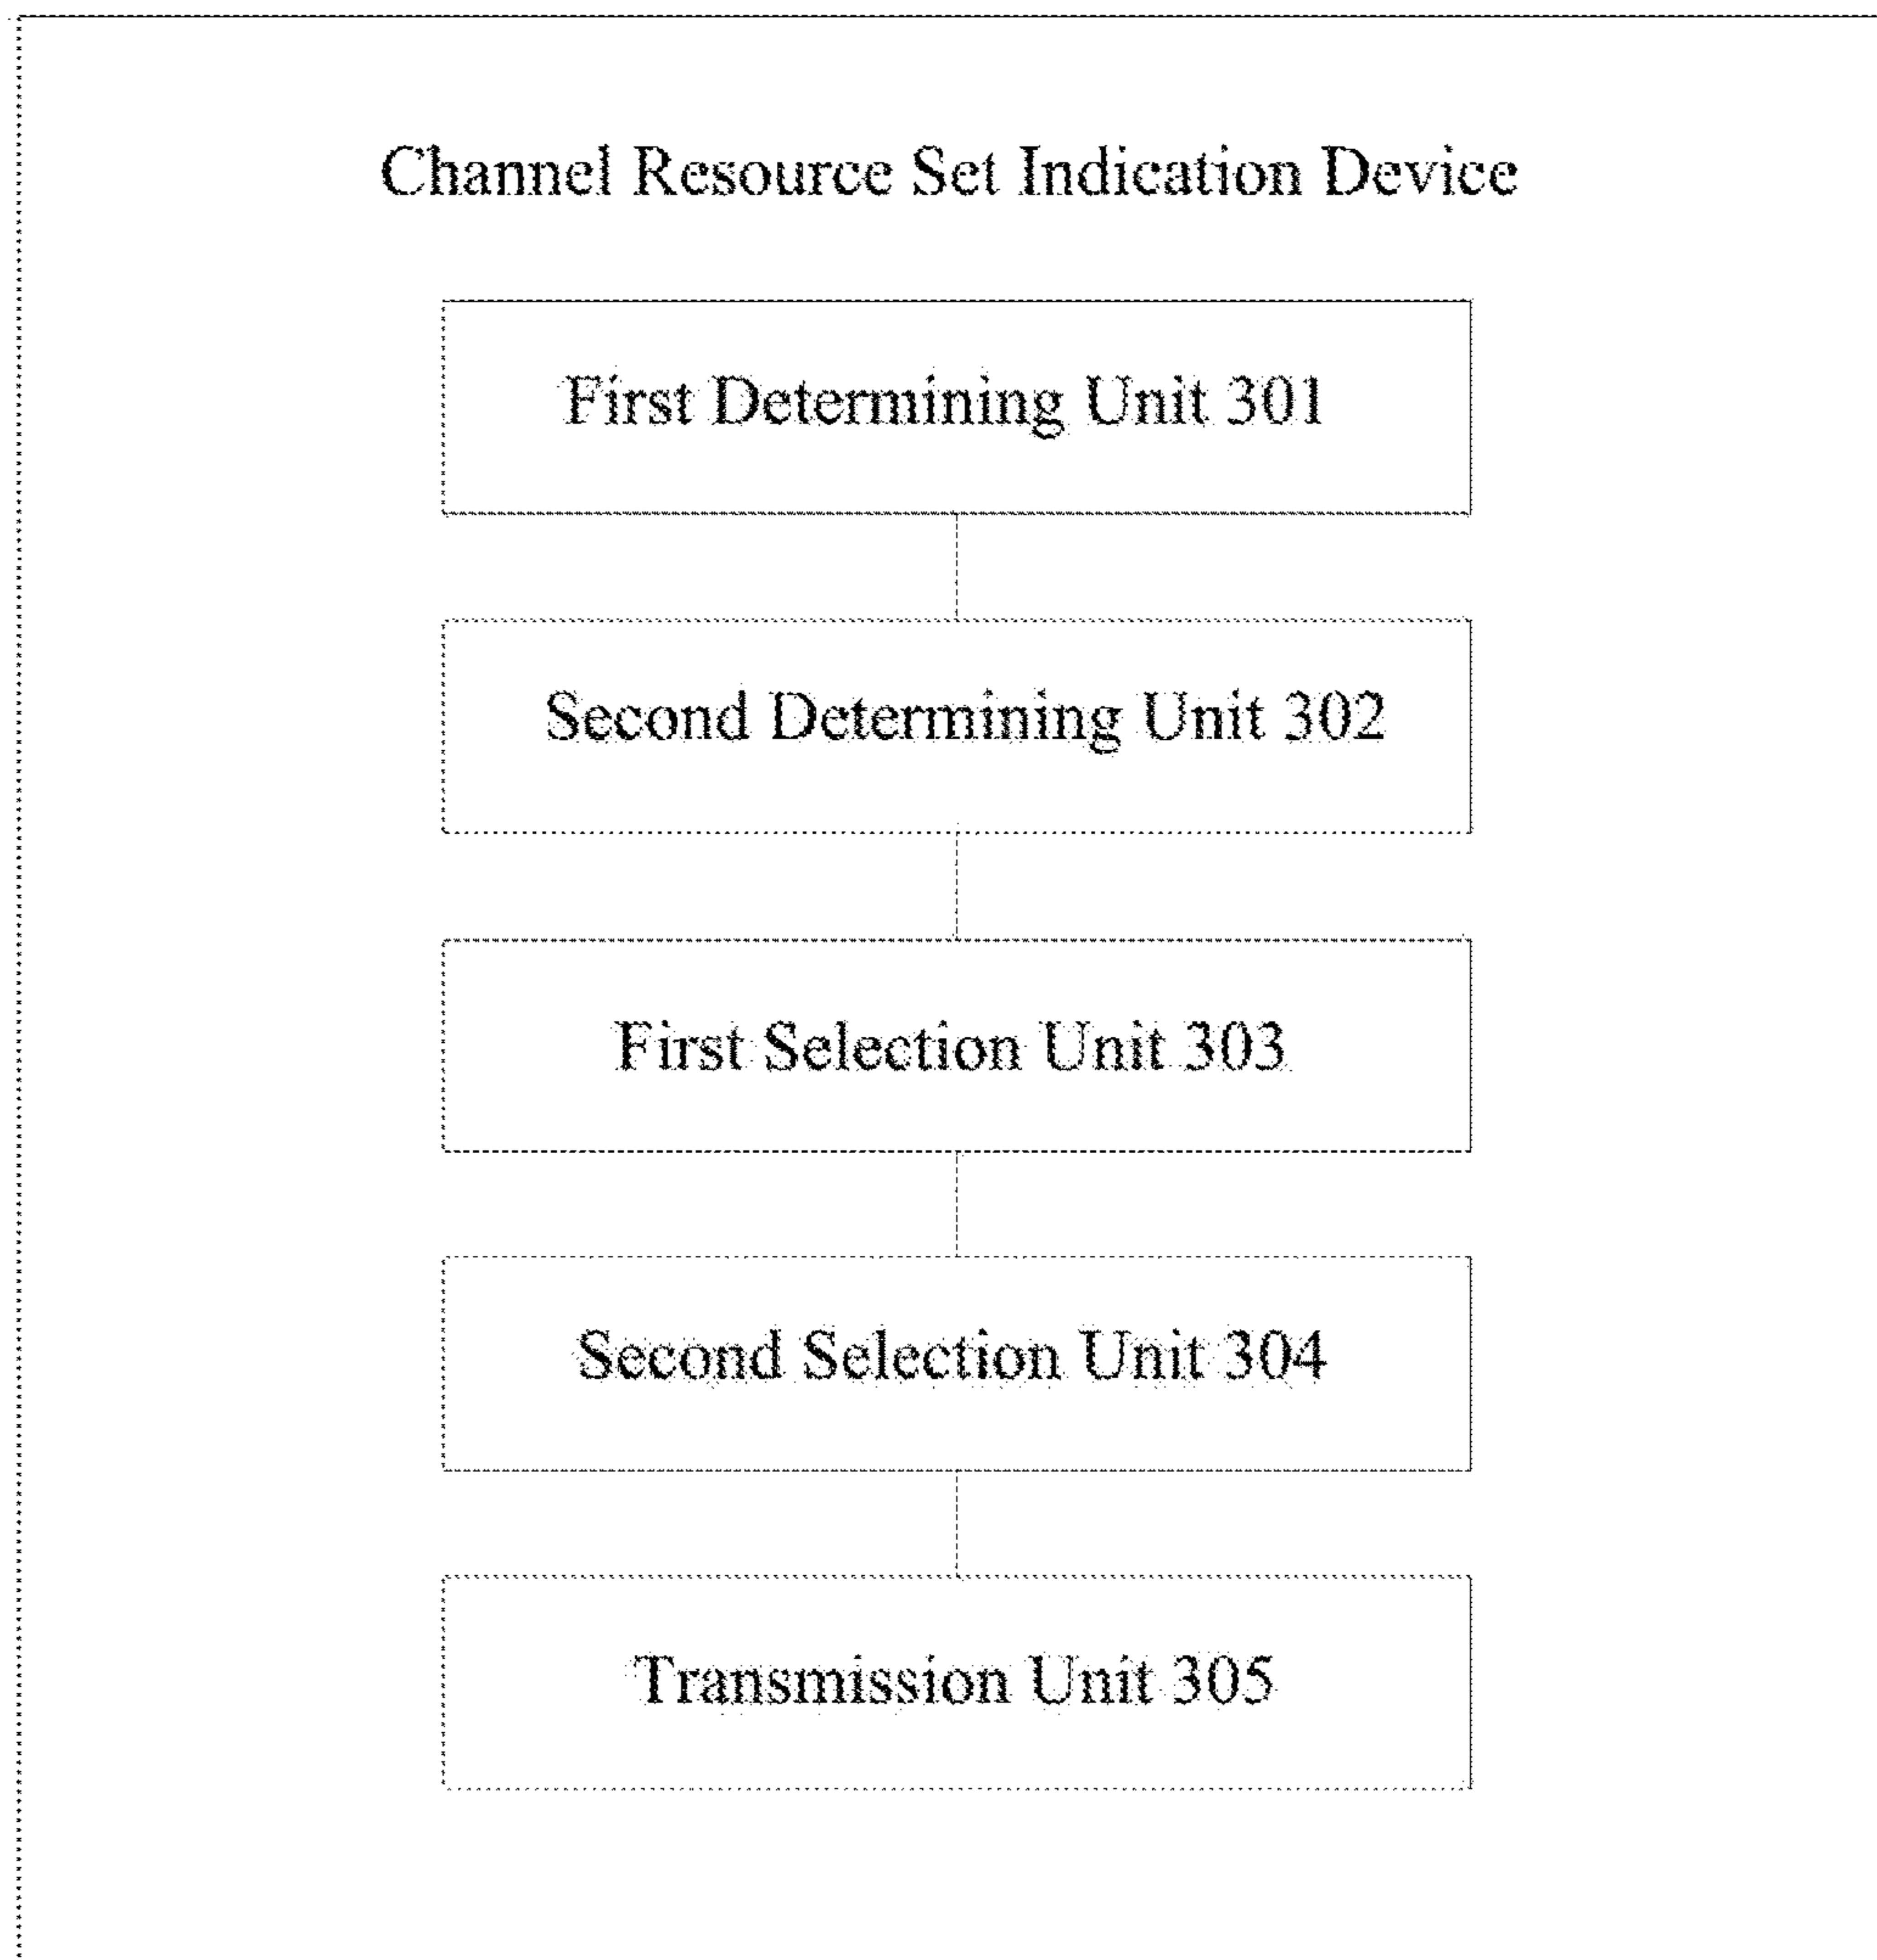 Channel Resource Set Indication Device
First Determining Unit 301
Second Determining Unit 302
First Selection Unit 303
Second Selection Unit 304
Transmission Unit 305